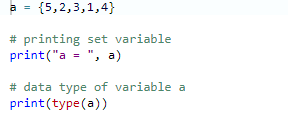 a = {5,2,3,1,4}
# printing set variable
print("a = ", a)
# data type of variable a
print(type(a))